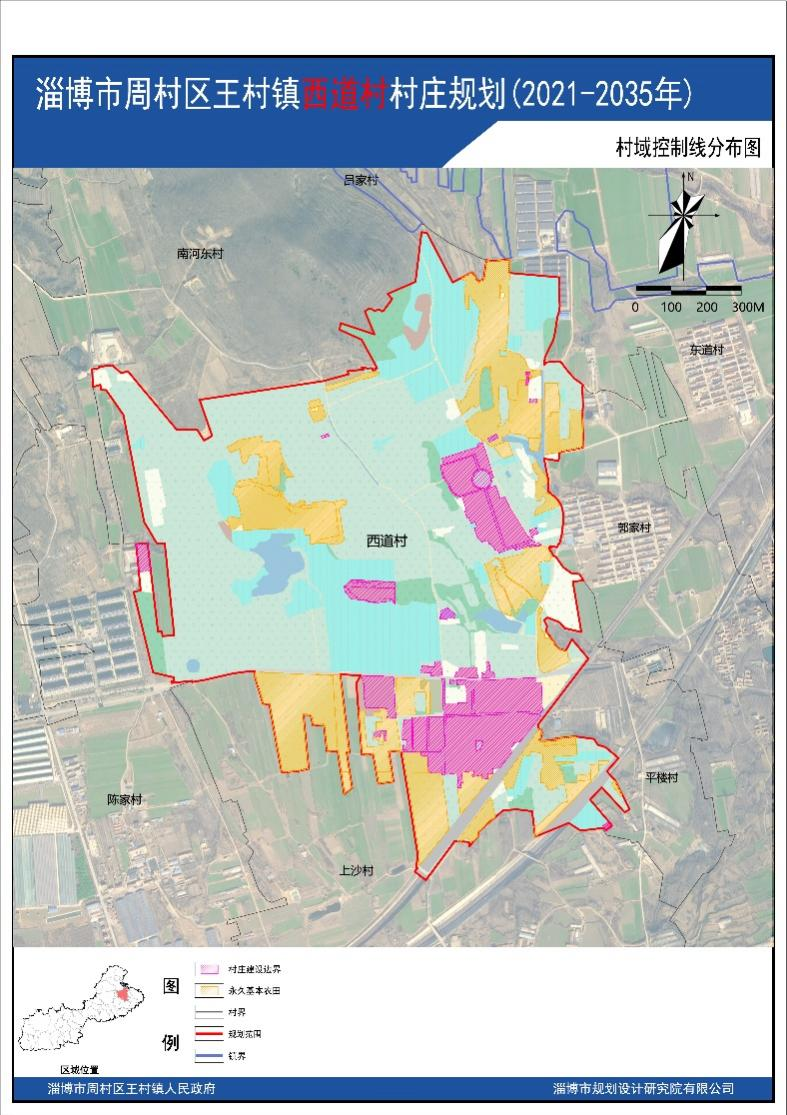 淄博市周村区王村镇西道村村庄规划(2021-2035年)
村域控制线分布图
吕家村
N
南河东村
0 100 200 300M
东道村
郭家村
西道村
平楼村
陈家村
上沙村
图例
村庄建设边界
永久基本农田
村界
规划范围
镇界
区域位置
淄博市周村区王村镇人民政府
淄博市规划设计研究院有限公司